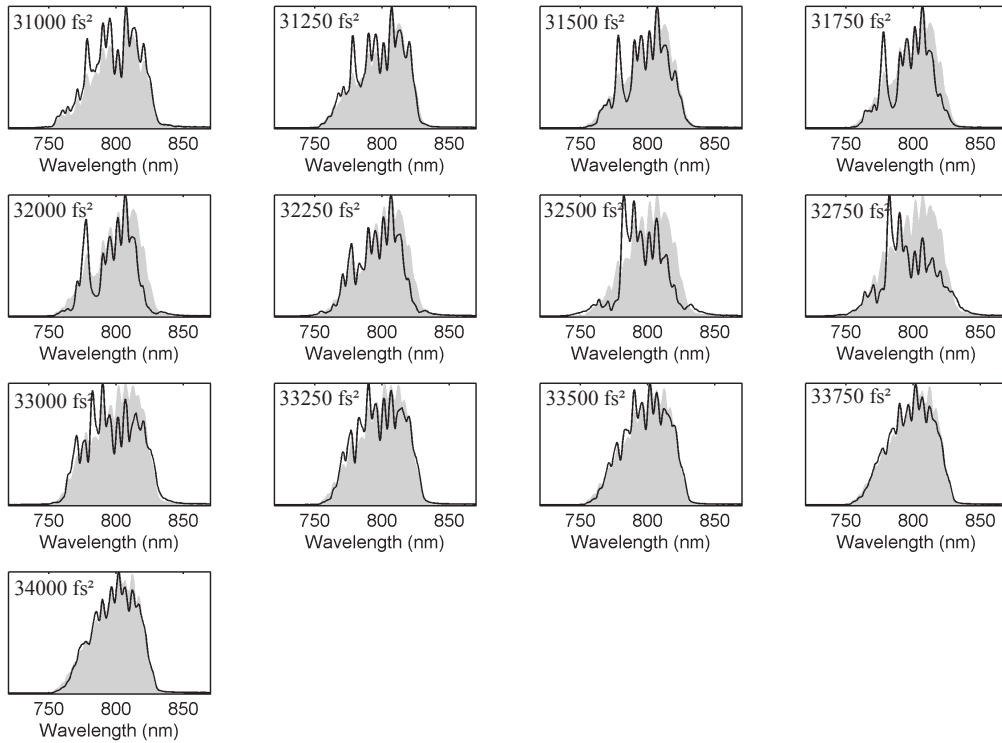 31000 fs²
31250 fs²
31500 fs²
31750 fs²
750 800 850
750 800 850
750 800 850
750 800 850
Wavelength (nm)
Wavelength (nm)
Wavelength (nm)
Wavelength (nm)
32000 fs²
32250 fs²
32500 fs²
32750 fs²
750 800 850
750 800 850
750 800 850
750 800 850
Wavelength (nm)
Wavelength (nm)
Wavelength (nm)
Wavelength (nm)
33000 fs²
33250 fs²
33500 fs²
33750 fs²
750 800 850
750 800 850
750 800 850
750 800 850
Wavelength (nm)
Wavelength (nm)
Wavelength (nm)
Wavelength (nm)
34000 fs²
750 800 850
Wavelength (nm)